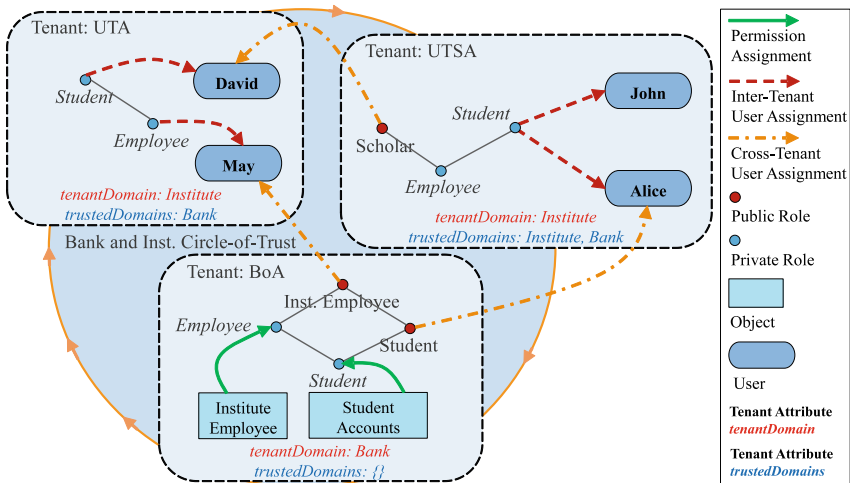 Tenant: UTA
David
Student
Employee
May
tenantDomain: Institute
trustedDomains: Bank
Tenant: UTSA
John
Student
Scholar
Employee
Alice
tenantDomain: Institute
trustedDomains: Institute, Bank
Bank and Inst. Circle-of-Trust
Tenant: BoA
Inst. Employee
Employee
Student
Student
Institute
Employee
Student
Accounts
tenantDomain: Bank
trustedDomains: {}
Permission
Assignment
Inter-Tenant
User Assignment
Cross-Tenant
User Assignment
Public Role
Private Role
Object
User
Tenant Attribute
tenantDomain
Tenant Attribute
trustedDomains